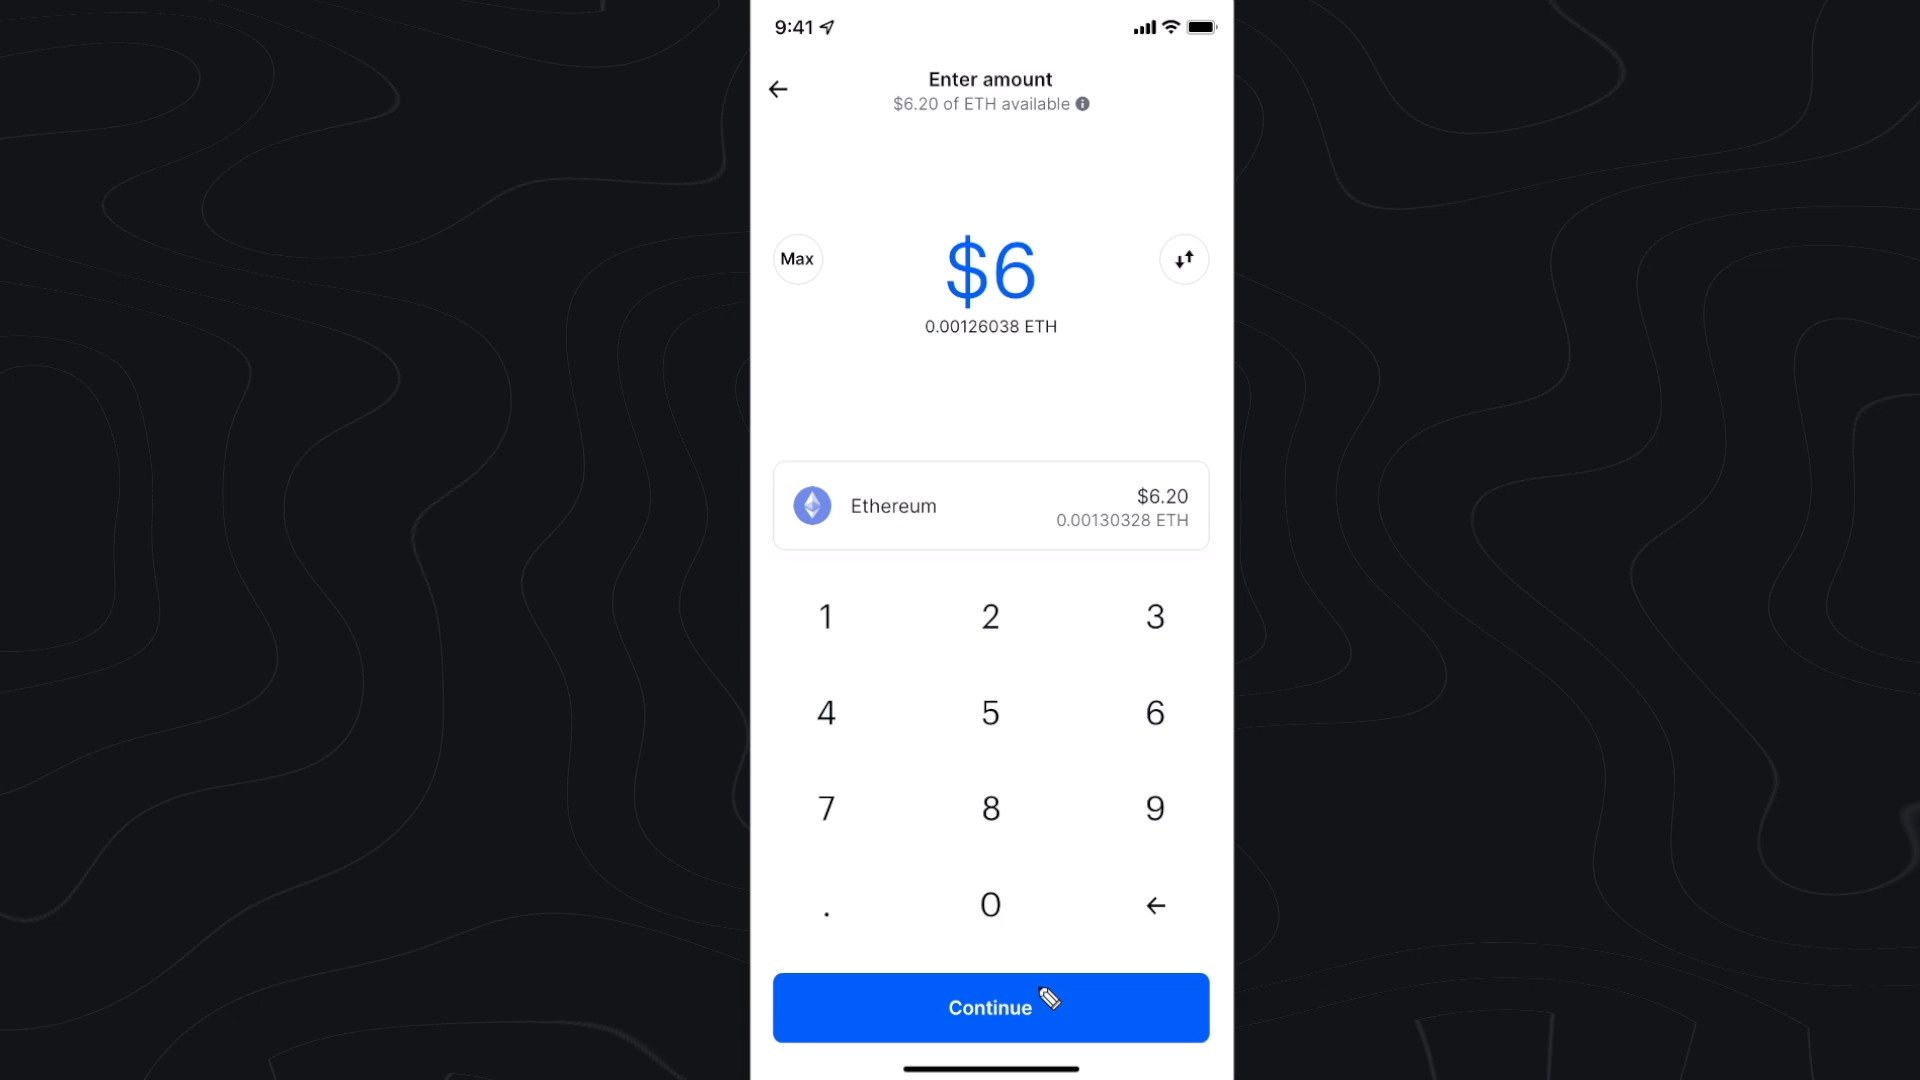 9:41
Enter amount
$6.20 of ETH available
Max
$6
0.00126038 ETH
Ethereum
$6.20
0.00130328 ETH
1 2 3
4 5 6
7 8 9
. 0
Continue